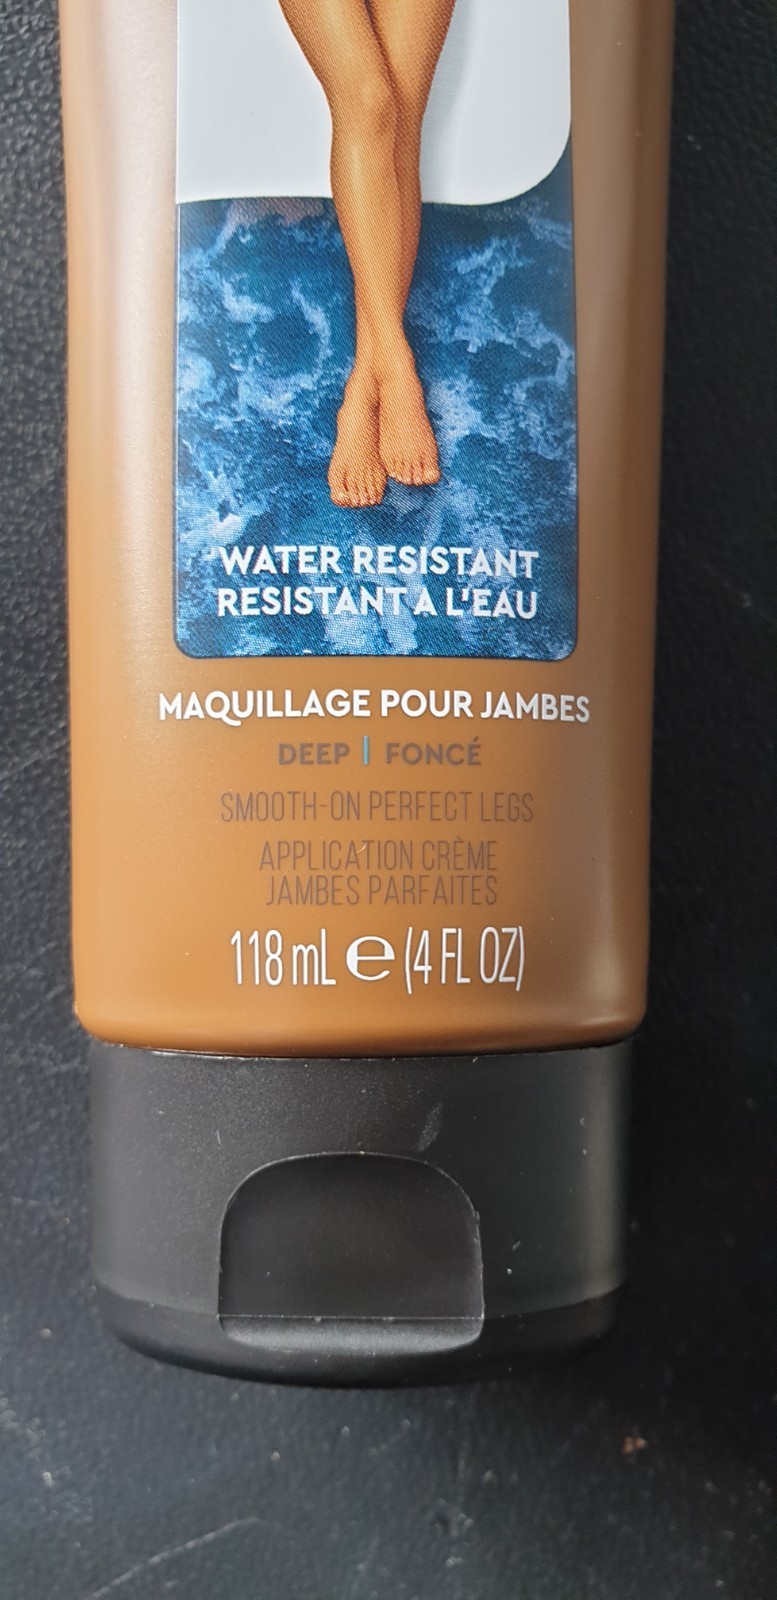 WATER RESISTANT
RESISTANT A L'EAU
MAQUILLAGE POUR JAMBES
DEEP | FONCÉ
SMOOTH-ON PERFECT LEGS
APPLICATION CRÈME
JAMBES PARFAITES
118 mL e (4 FL OZ)